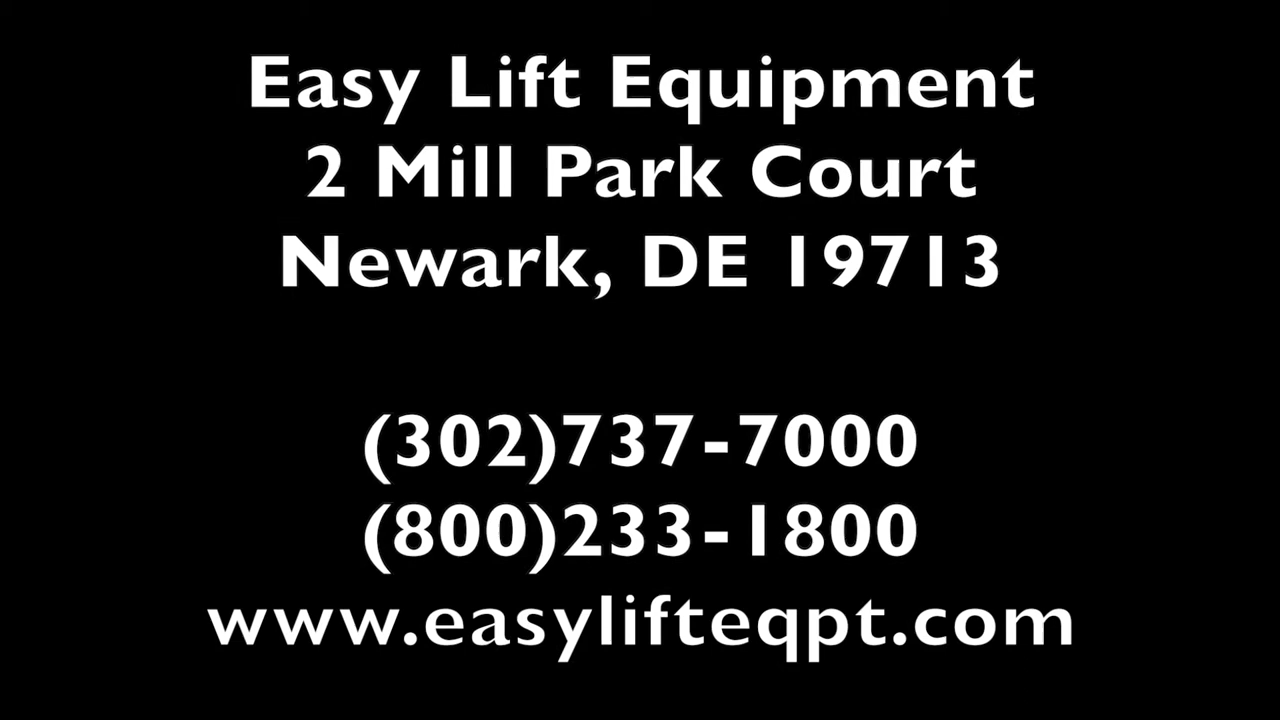 Easy Lift Equipment
2 Mill Park Court
Newark, DE 19713
(302)737-7000
(800)233-1800
www.easylifteqpt.com